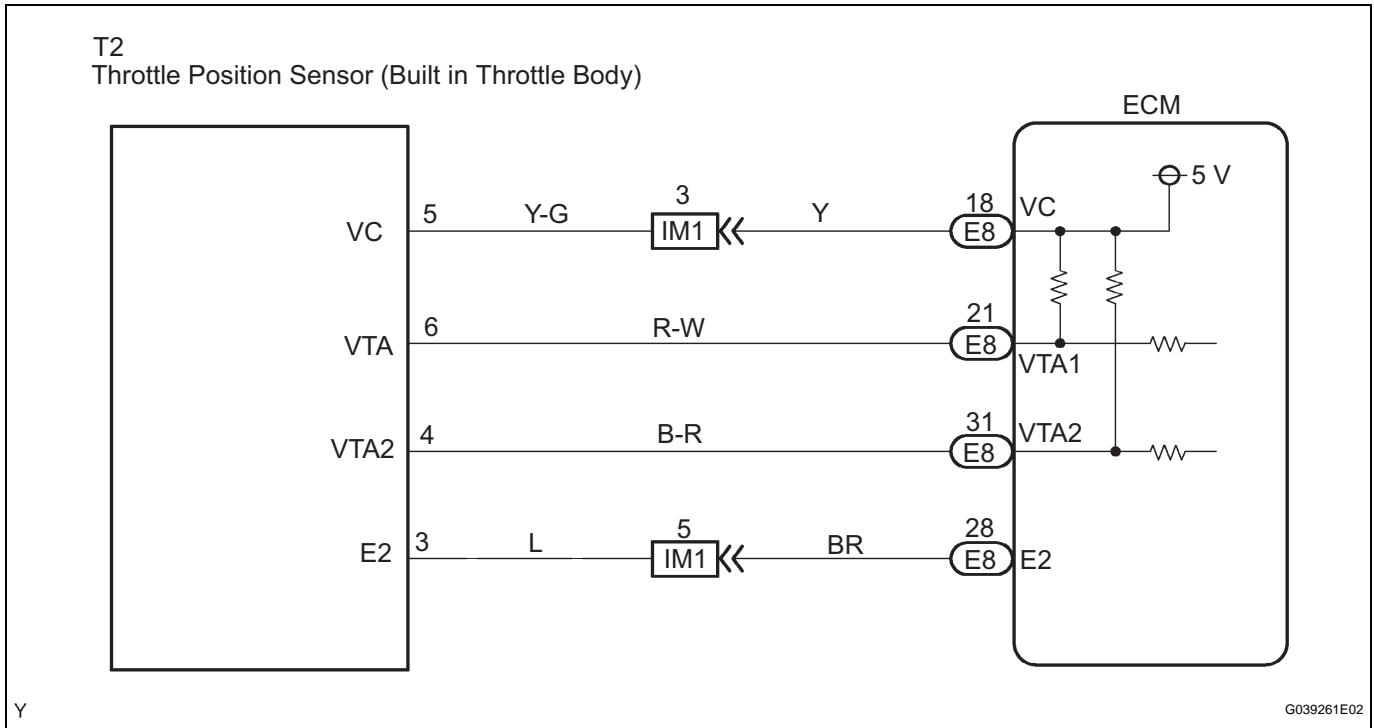 T2
Throttle Position Sensor (Built in Throttle Body)
ECM
5 V
VC 5 Y-G 3 IM1 Y 18 E8 VC
VTA 6 R-W 21 E8 VTA1
VTA2 4 B-R 31 E8 VTA2
E2 3 L 5 IM1 BR 28 E8 E2
Y
G039261E02